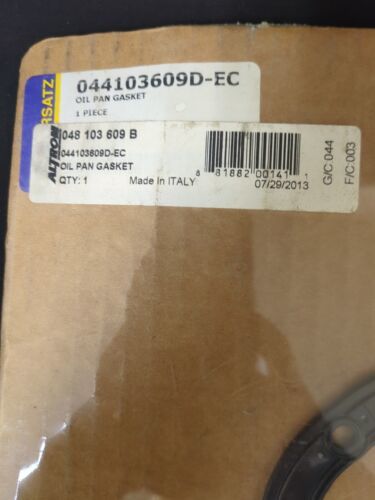 RSATZ
044103609D-EC
OIL PAN GASKET
1 PIECE
ALTROM
048 103 609 B
044103609D-EC
OIL PAN GASKET
QTY: 1 Made In ITALY
8 81882 00141 1
07/29/2013
G/C:044
F/C:003